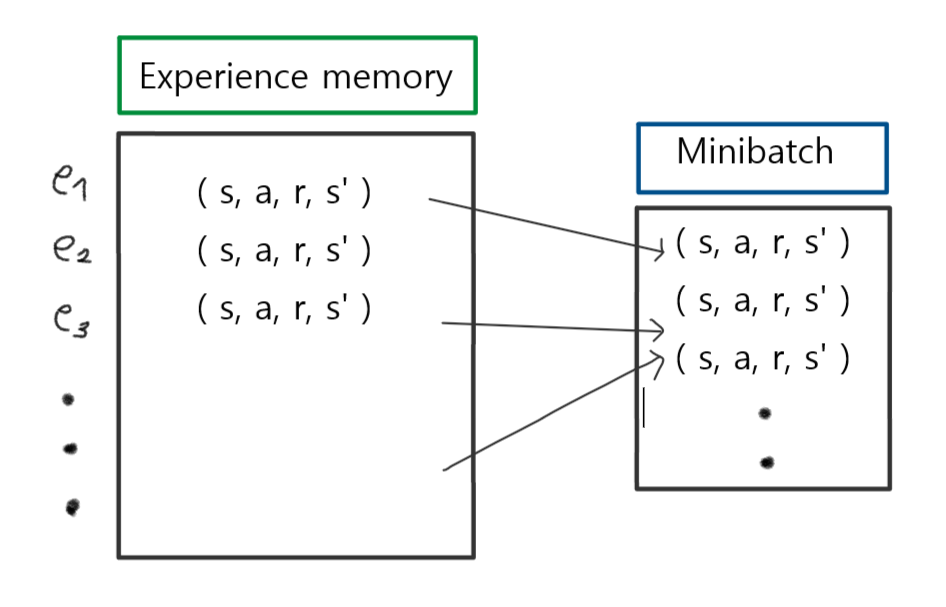 Experience memory
e1 ( s, a, r, s' )
e2 ( s, a, r, s' )
e3 ( s, a, r, s' )
Minibatch
( s, a, r, s' )
( s, a, r, s' )
( s, a, r, s' )